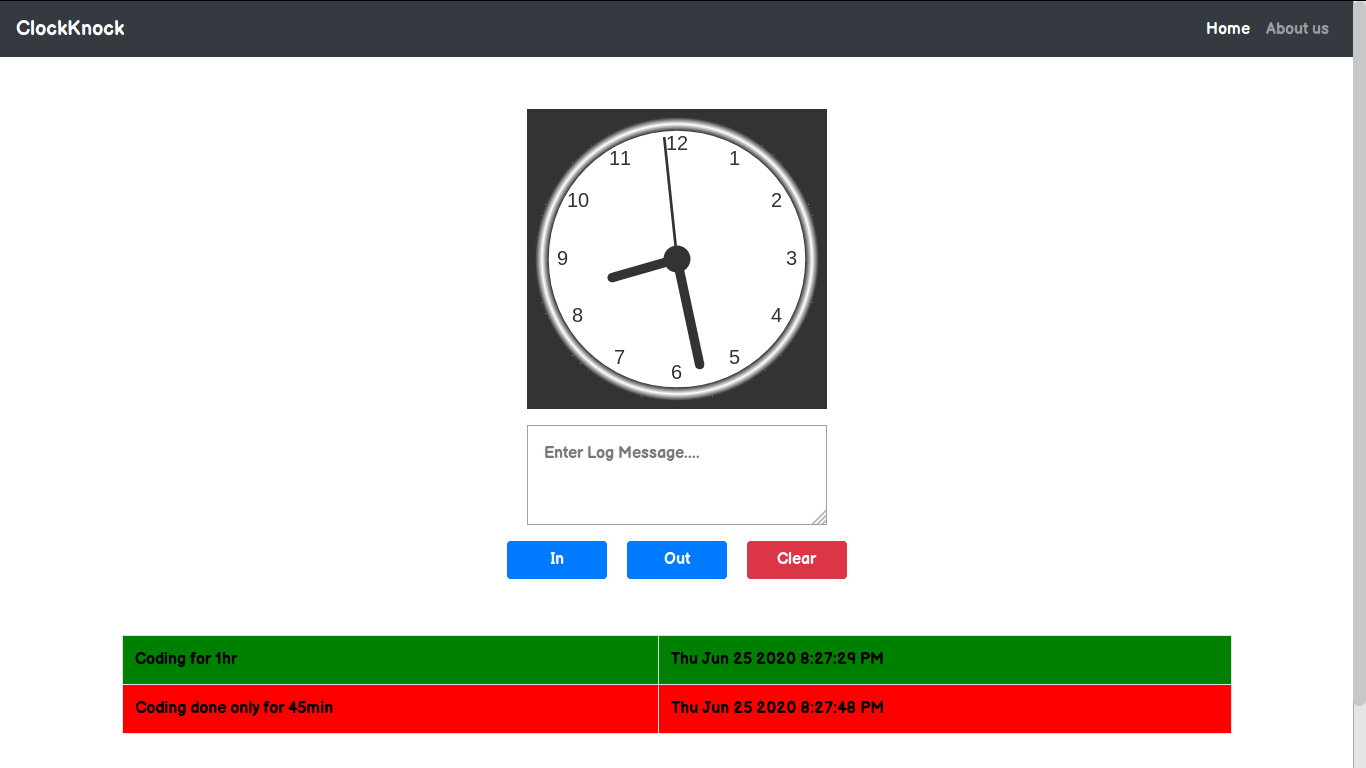 ClockKnock Home About us
12
11 1
10 2
9 3
8 4
7 5
6
Enter Log Message....
In Out Clear
Coding for 1hr Thu Jun 25 2020 8:27:29 PM
Coding done only for 45min Thu Jun 25 2020 8:27:48 PM